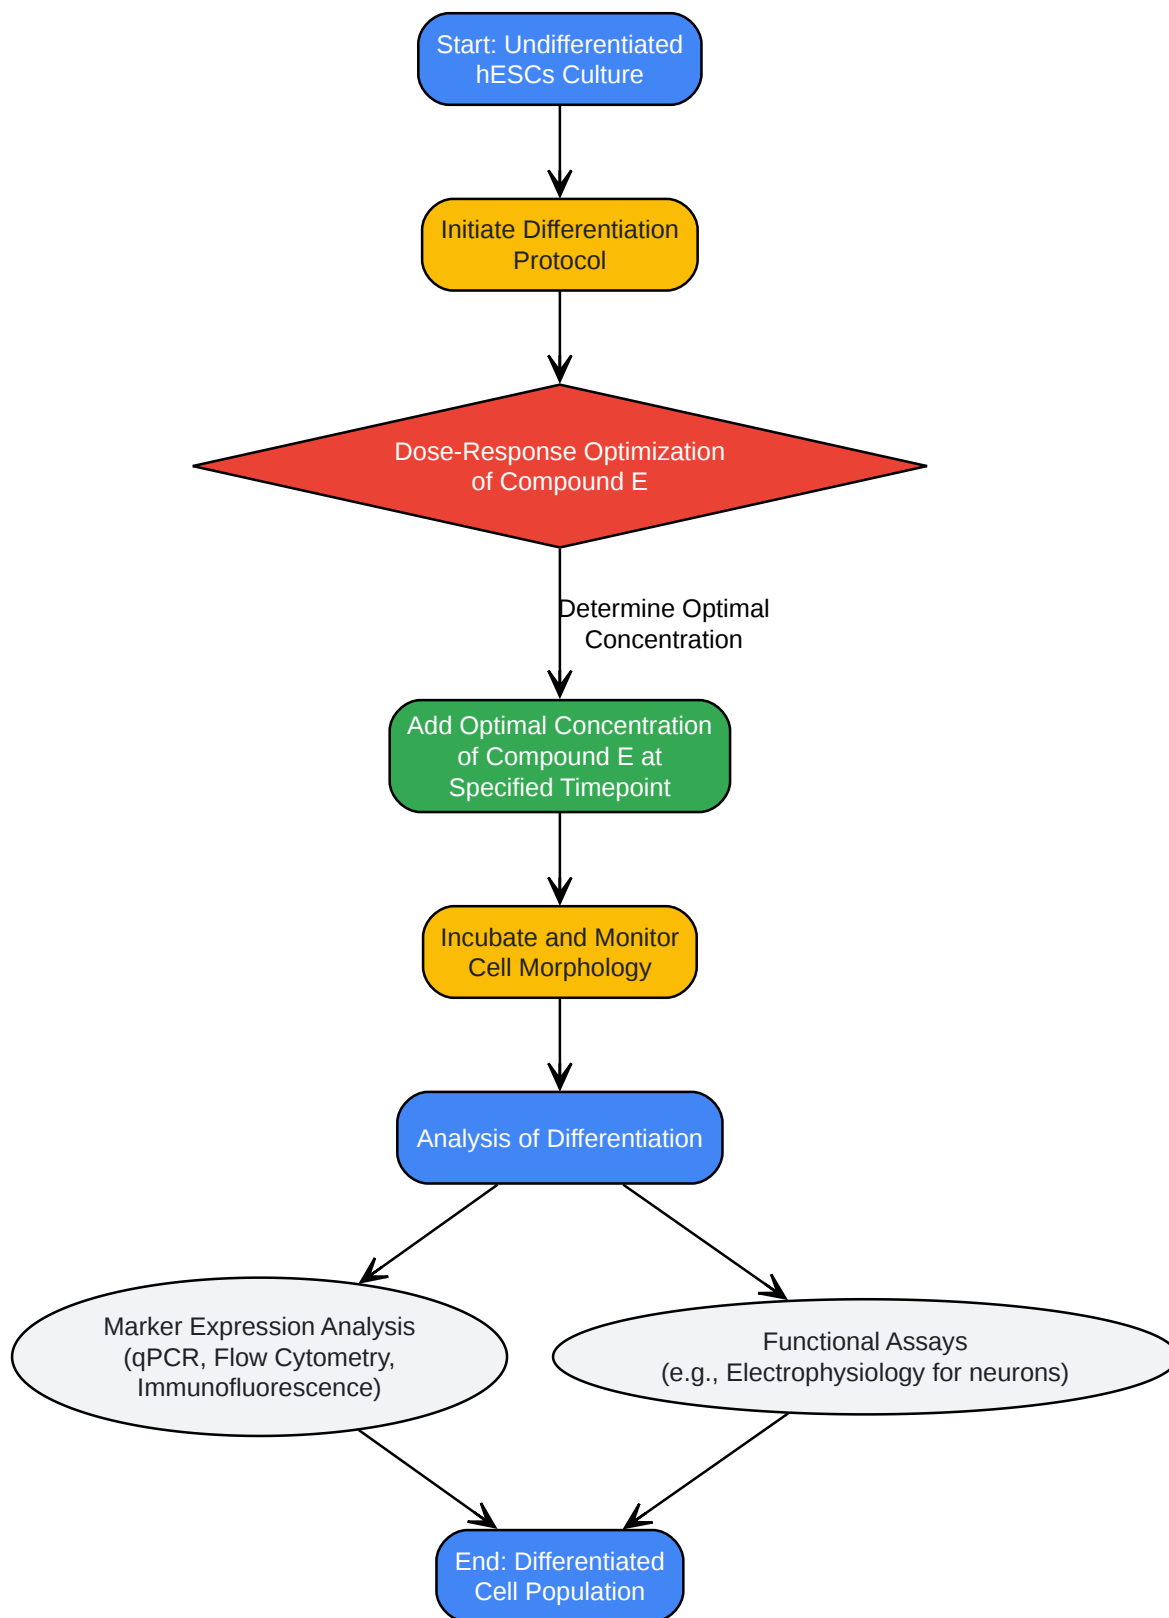 Start: Undifferentiated
hESCs Culture
Initiate Differentiation
Protocol
Dose-Response Optimization
of Compound E
Determine Optimal
Concentration
Add Optimal Concentration
of Compound E at
Specified Timepoint
Incubate and Monitor
Cell Morphology
Analysis of Differentiation
Marker Expression Analysis
(qPCR, Flow Cytometry,
Immunofluorescence)
Functional Assays
(e.g., Electrophysiology for neurons)
End: Differentiated
Cell Population